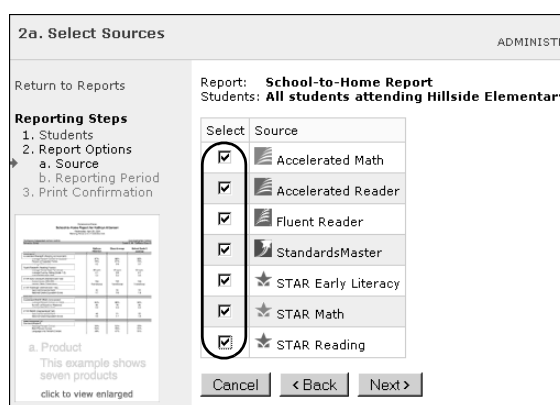 2a. Select Sources
ADMINIST
Return to Reports
Reporting Steps
1. Students
2. Report Options
a. Source
b. Reporting Period
3. Print Confirmation
a. Product
This example shows
seven products
click to view enlarged
Report: School-to-Home Report
Students: All students attending Hillside Elementar
Select Source
Accelerated Math
Accelerated Reader
Fluent Reader
StandardsMaster
STAR Early Literacy
STAR Math
STAR Reading
Cancel < Back Next >